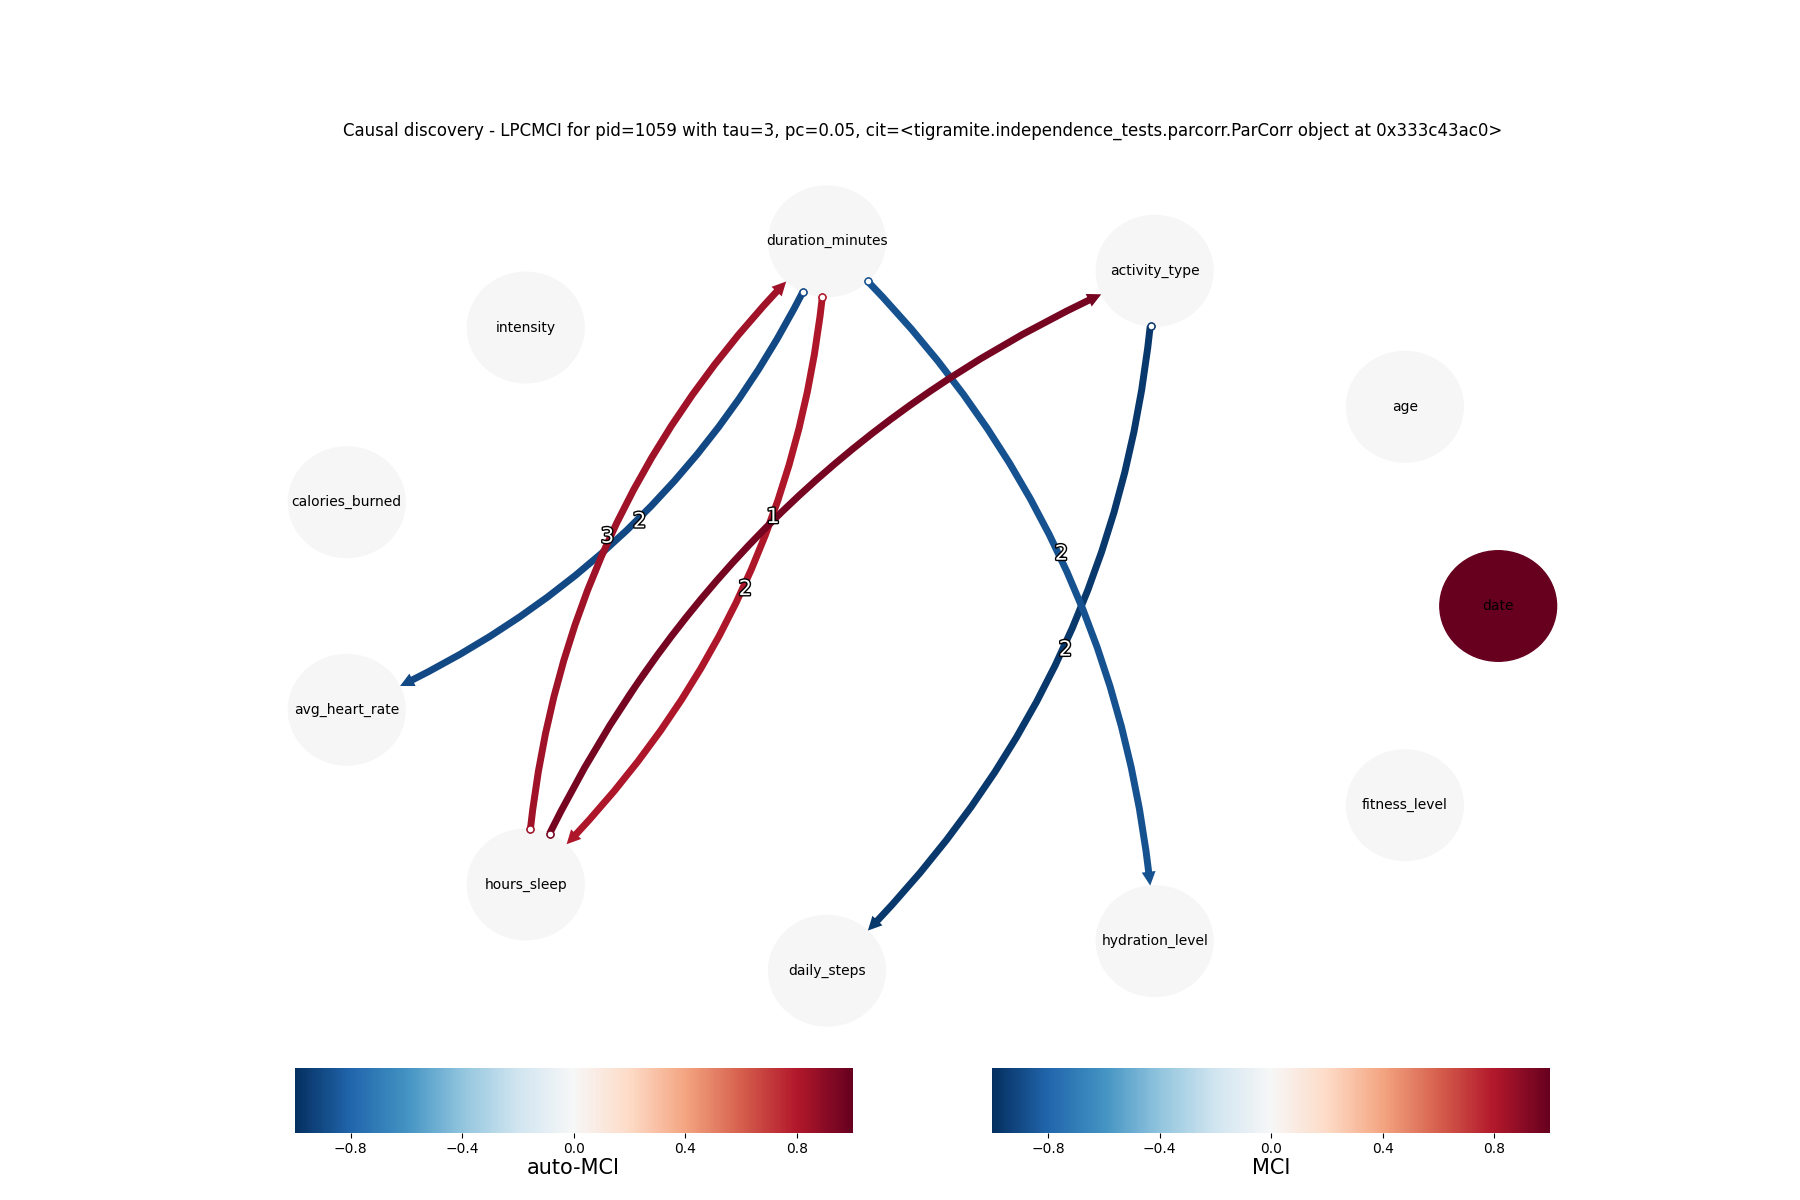 Causal discovery - LPCMCI for pid=1059 with tau=3, pc=0.05, cit=<tigramite.independence_tests.parcorr.ParCorr object at 0x333c43ac0>
duration_minutes
activity_type
intensity
age
calories_burned
1
2
3
2
2
date
2
avg_heart_rate
fitness_level
hours_sleep
hydration_level
daily_steps
−0.8 −0.4 0.0 0.4 0.8
auto-MCI
−0.8 −0.4 0.0 0.4 0.8
MCI